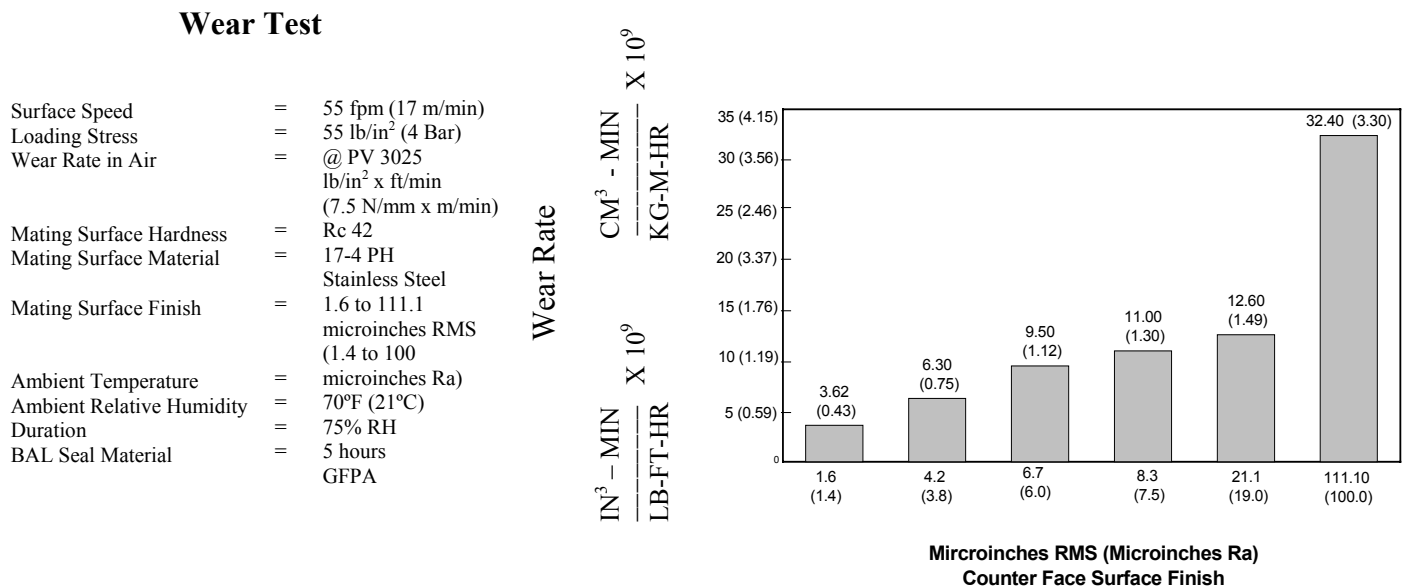 Wear Test
Surface Speed = 55 fpm (17 m/min)
Loading Stress = 55 lb/in² (4 Bar)
Wear Rate in Air = @ PV 3025
lb/in² x ft/min
(7.5 N/mm x m/min)
Mating Surface Hardness = Rc 42
Mating Surface Material = 17-4 PH
Stainless Steel
Mating Surface Finish = 1.6 to 111.1
microinches RMS
(1.4 to 100
Ambient Temperature = microinches Ra)
Ambient Relative Humidity = 70ºF (21ºC)
Duration = 75% RH
BAL Seal Material = 5 hours
GFPA
Wear Rate
CM³ - MIN X 10⁹
KG-M-HR
IN³ – MIN X 10⁹
LB-FT-HR
35 (4.15)
30 (3.56)
25 (2.46)
20 (3.37)
15 (1.76)
10 (1.19)
5 (0.59)
0
3.62
(0.43)
6.30
(0.75)
9.50
(1.12)
11.00
(1.30)
12.60
(1.49)
32.40 (3.30)
1.6 4.2 6.7 8.3 21.1 111.10
(1.4) (3.8) (6.0) (7.5) (19.0) (100.0)
Mircroinches RMS (Microinches Ra)
Counter Face Surface Finish